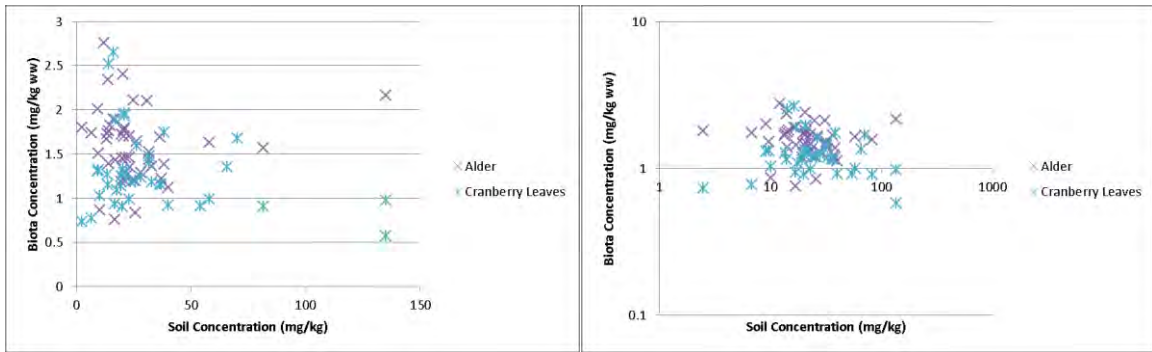 3
2.5
2
1.5
1
0.5
0
0
50
100
150
Biota Concentration (mg/kg ww)
Soil Concentration (mg/kg)
Alder
Cranberry Leaves
10
1
0.1
1
10
100
1000
Biota Concentration (mg/kg ww)
Soil Concentration (mg/kg)
Alder
Cranberry Leaves